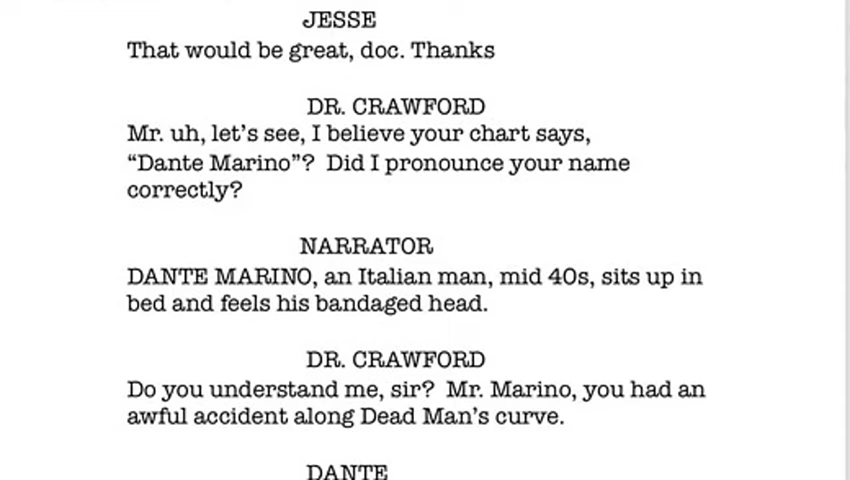 JESSE
That would be great, doc. Thanks
DR. CRAWFORD
Mr. uh, let's see, I believe your chart says,
“Dante Marino”?  Did I pronounce your name
correctly?
NARRATOR
DANTE MARINO, an Italian man, mid 40s, sits up in
bed and feels his bandaged head.
DR. CRAWFORD
Do you understand me, sir?  Mr. Marino, you had an
awful accident along Dead Man's curve.
DANTE